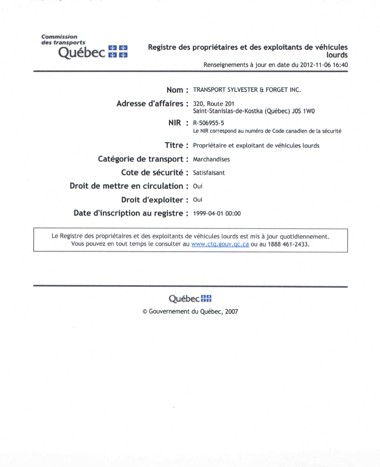 Commission
des transports
Québec
Registre des propriétaires et des exploitants de véhicules
lourds
Renseignements à jour en date du 2012-11-06 16:40
Nom : TRANSPORT SYLVESTER & FORGET INC.
Adresse d'affaires : 320, Route 201
Saint-Stanislas-de-Kostka (Québec) J0S 1W0
NIR : R-506955-5
Le NIR correspond au numéro de Code canadien de la sécurité
Titre : Propriétaire et exploitant de véhicules lourds
Catégorie de transport : Marchandises
Cote de sécurité : Satisfaisant
Droit de mettre en circulation : Oui
Droit d'exploiter : Oui
Date d'inscription au registre : 1999-04-01 00:00
Le Registre des propriétaires et des exploitants de véhicules lourds est mis à jour quotidiennement.
Vous pouvez en tout temps le consulter au www.ctq.gouv.qc.ca ou au 1888 461-2433.
Québec
© Gouvernement du Québec, 2007